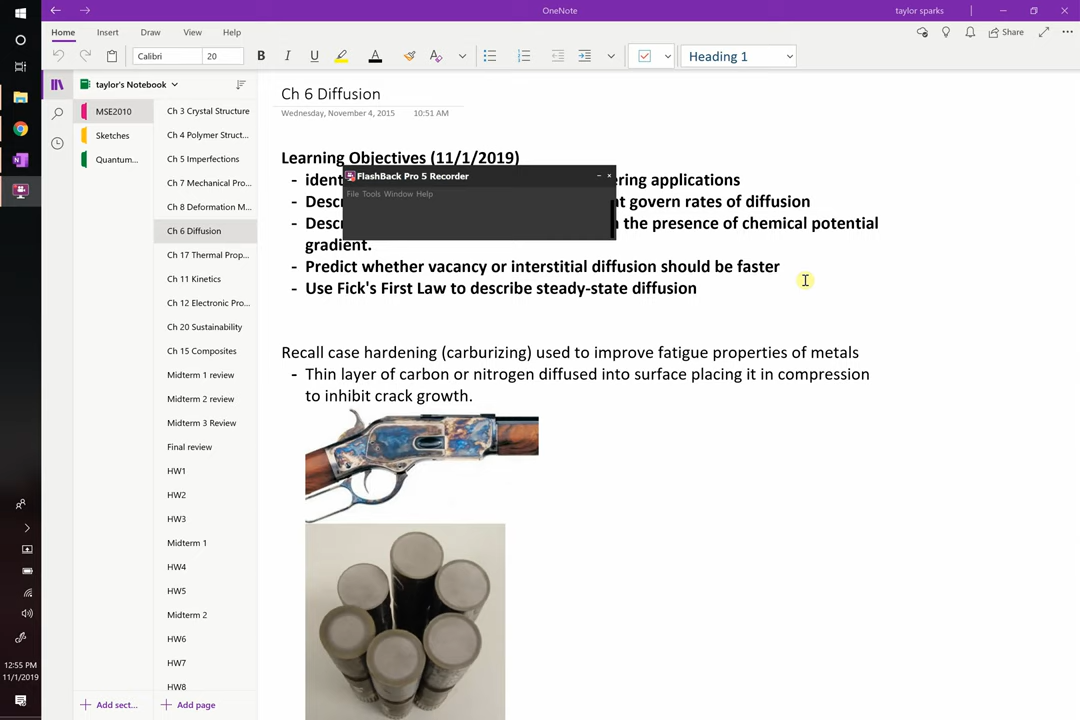 OneNote
taylor sparks
Home Insert Draw View Help
Share
Calibri 20 B I U A Heading 1
taylor's Notebook
MSE2010
Sketches
Quantum...
Ch 3 Crystal Structure
Ch 4 Polymer Struct...
Ch 5 Imperfections
Ch 7 Mechanical Pro...
Ch 8 Deformation M...
Ch 6 Diffusion
Ch 17 Thermal Prop...
Ch 11 Kinetics
Ch 12 Electronic Pro...
Ch 20 Sustainability
Ch 15 Composites
Midterm 1 review
Midterm 2 review
Midterm 3 Review
Final review
HW1
HW2
HW3
Midterm 1
HW4
HW5
Midterm 2
HW6
HW7
HW8
Add sect...
Add page
Ch 6 Diffusion
Wednesday, November 4, 2015 10:51 AM
Learning Objectives (11/1/2019)
FlashBack Pro 5 Recorder
File Tools Window Help
- ident ering applications
- Descr t govern rates of diffusion
- Descr the presence of chemical potential
gradient.
- Predict whether vacancy or interstitial diffusion should be faster
- Use Fick's First Law to describe steady-state diffusion
Recall case hardening (carburizing) used to improve fatigue properties of metals
- Thin layer of carbon or nitrogen diffused into surface placing it in compression
to inhibit crack growth.
12:55 PM
11/1/2019